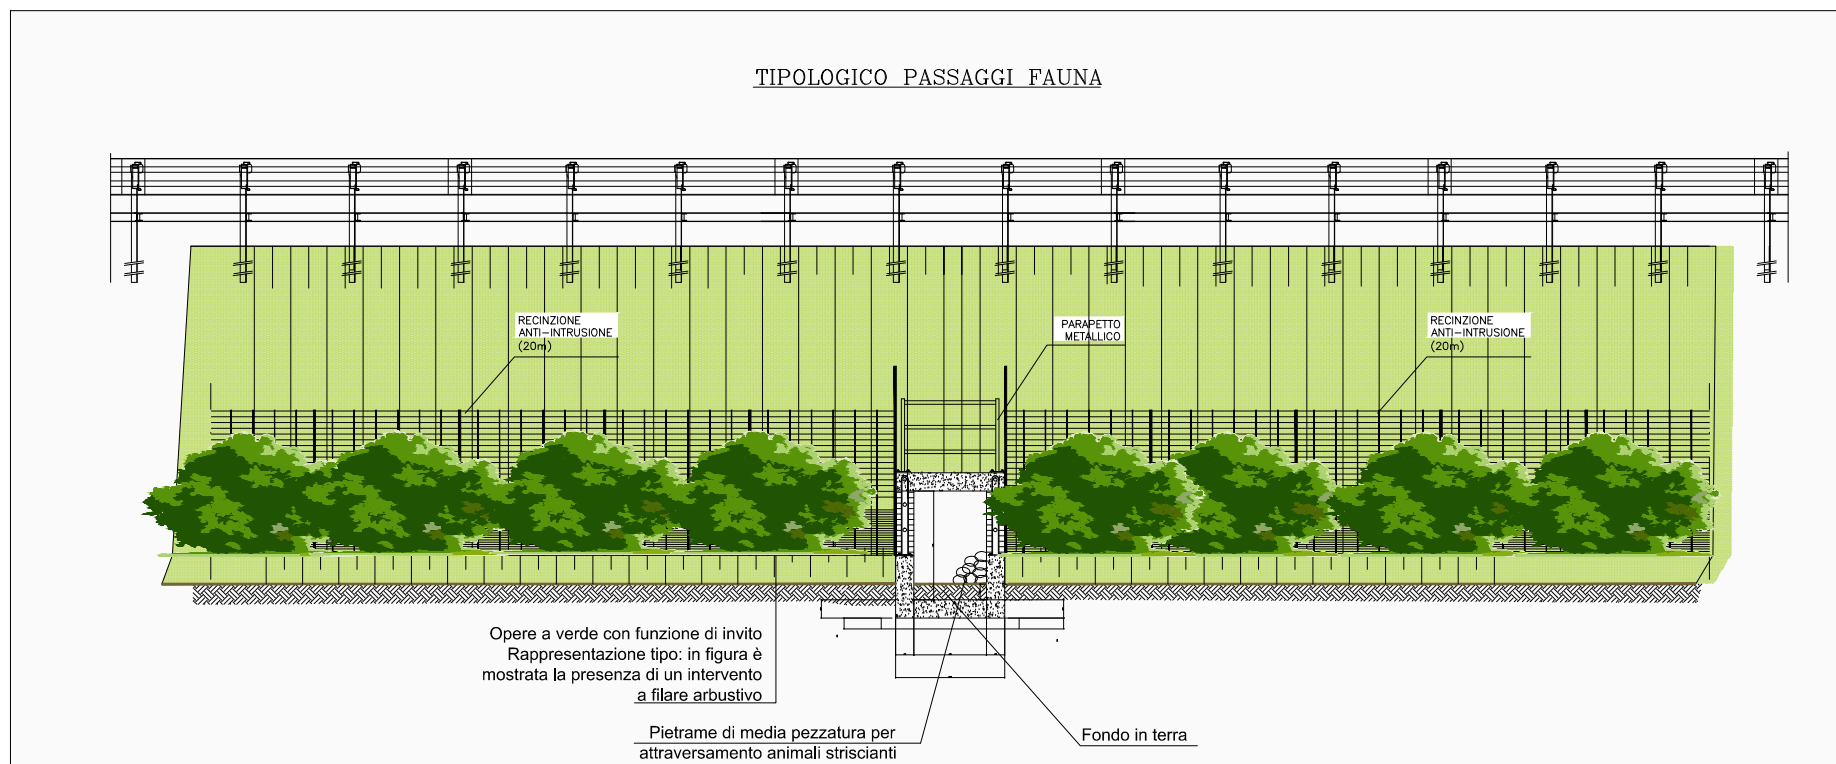 TIPOLOGICO PASSAGGI FAUNA
RECINZIONE
ANTI-INTRUSIONE
(20m)
PARAPETTO
METALLICO
RECINZIONE
ANTI-INTRUSIONE
(20m)
Opere a verde con funzione di invito
Rappresentazione tipo: in figura è
mostrata la presenza di un intervento
a filare arbustivo
Pietrame di media pezzatura per
attraversamento animali striscianti
Fondo in terra